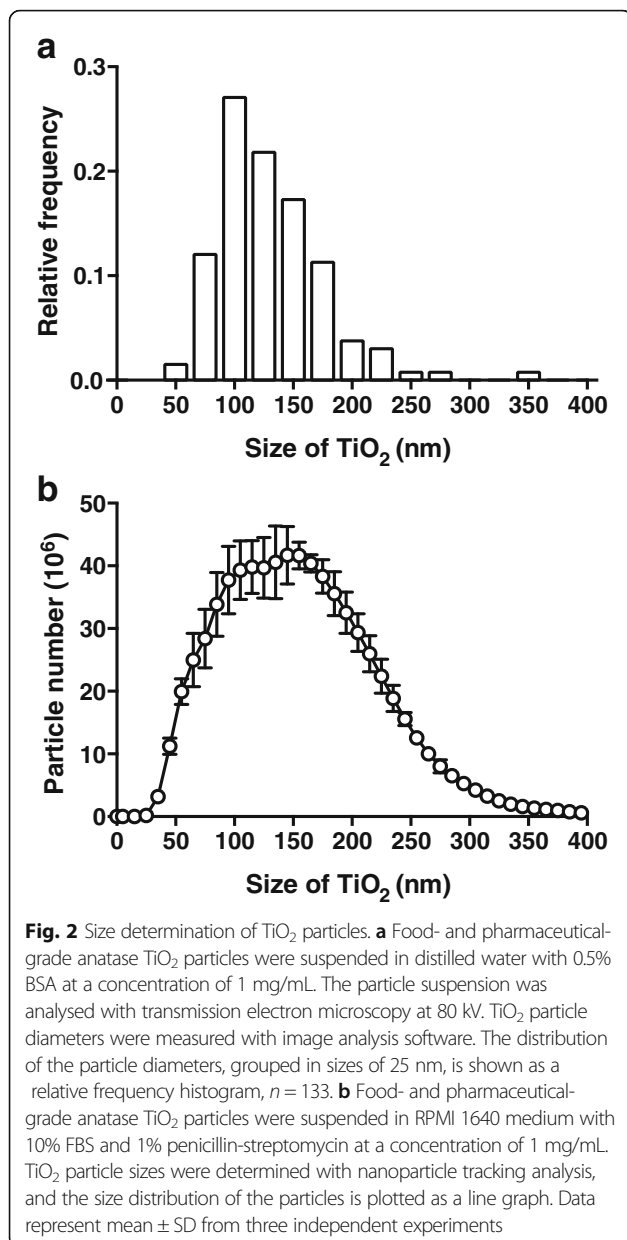 a
0.3
0.2
0.1
0.0
Relative frequency
0 50 100 150 200 250 300 350 400
Size of TiO₂ (nm)
b
50
40
30
20
10
0
Particle number (10⁶)
0 50 100 150 200 250 300 350 400
Size of TiO₂ (nm)
Fig. 2 Size determination of TiO₂ particles. a Food- and pharmaceutical-
grade anatase TiO₂ particles were suspended in distilled water with 0.5%
BSA at a concentration of 1 mg/mL. The particle suspension was
analysed with transmission electron microscopy at 80 kV. TiO₂ particle
diameters were measured with image analysis software. The distribution
of the particle diameters, grouped in sizes of 25 nm, is shown as a
relative frequency histogram, n = 133. b Food- and pharmaceutical-
grade anatase TiO₂ particles were suspended in RPMI 1640 medium with
10% FBS and 1% penicillin-streptomycin at a concentration of 1 mg/mL.
TiO₂ particle sizes were determined with nanoparticle tracking analysis,
and the size distribution of the particles is plotted as a line graph. Data
represent mean ± SD from three independent experiments